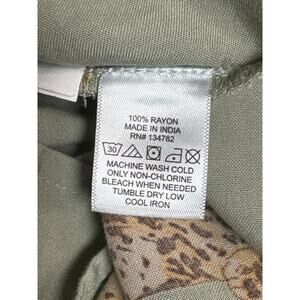 100% RAYON
MADE IN INDIA
RN# 134782
30
MACHINE WASH COLD
ONLY NON-CHLORINE
BLEACH WHEN NEEDED
TUMBLE DRY LOW
COOL IRON